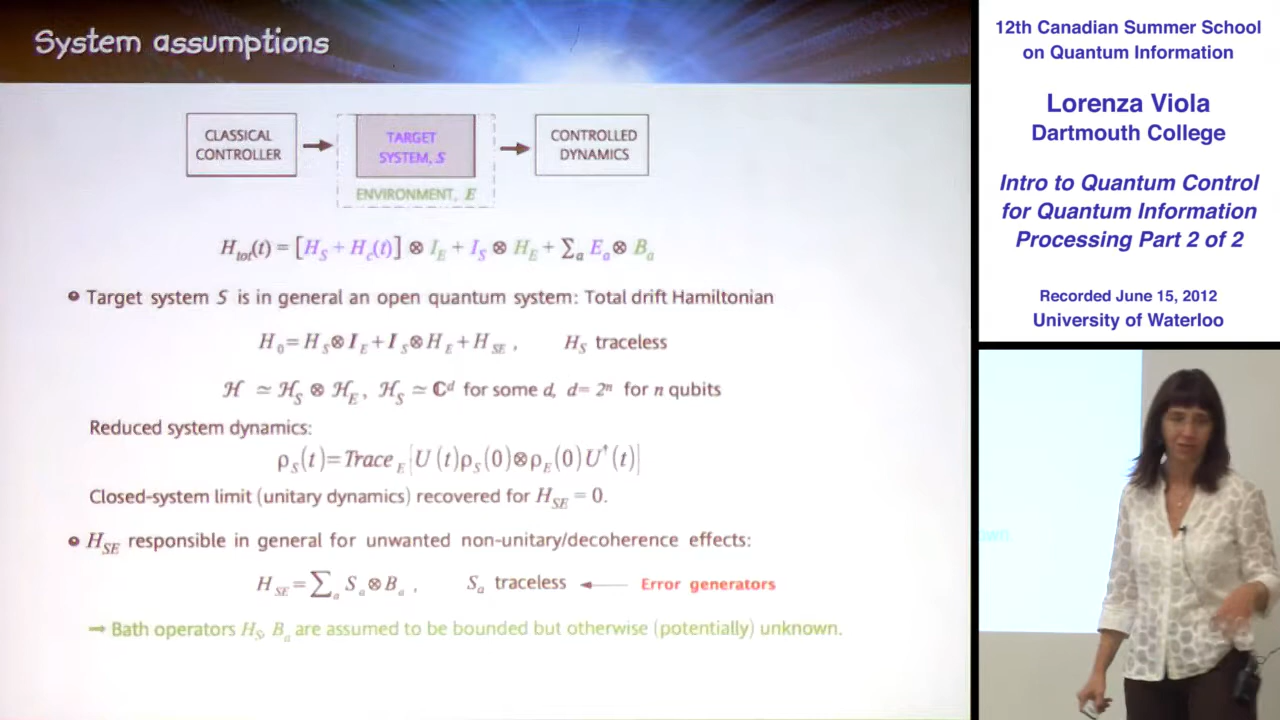 System assumptions
CLASSICAL
CONTROLLER
TARGET
SYSTEM, S
ENVIRONMENT, E
CONTROLLED
DYNAMICS
H_tot(t) = [H_S + H_c(t)] ⊗ I_E + I_S ⊗ H_E + ∑_a E_a ⊗ B_a
• Target system S is in general an open quantum system: Total drift Hamiltonian
H_0 = H_S ⊗ I_E + I_S ⊗ H_E + H_SE , H_S traceless
ℋ ≃ ℋ_S ⊗ ℋ_E, ℋ_S ≃ ℂ^d for some d, d= 2^n for n qubits
Reduced system dynamics:
ρ_S(t)=Trace_E [U(t)ρ_S(0)⊗ρ_E(0)U^†(t)]
Closed-system limit (unitary dynamics) recovered for H_SE = 0.
• H_SE responsible in general for unwanted non-unitary/decoherence effects:
H_SE = ∑_a S_a ⊗ B_a , S_a traceless ← Error generators
→ Bath operators H_S, B_a are assumed to be bounded but otherwise (potentially) unknown.
12th Canadian Summer School
on Quantum Information
Lorenza Viola
Dartmouth College
Intro to Quantum Control
for Quantum Information
Processing Part 2 of 2
Recorded June 15, 2012
University of Waterloo